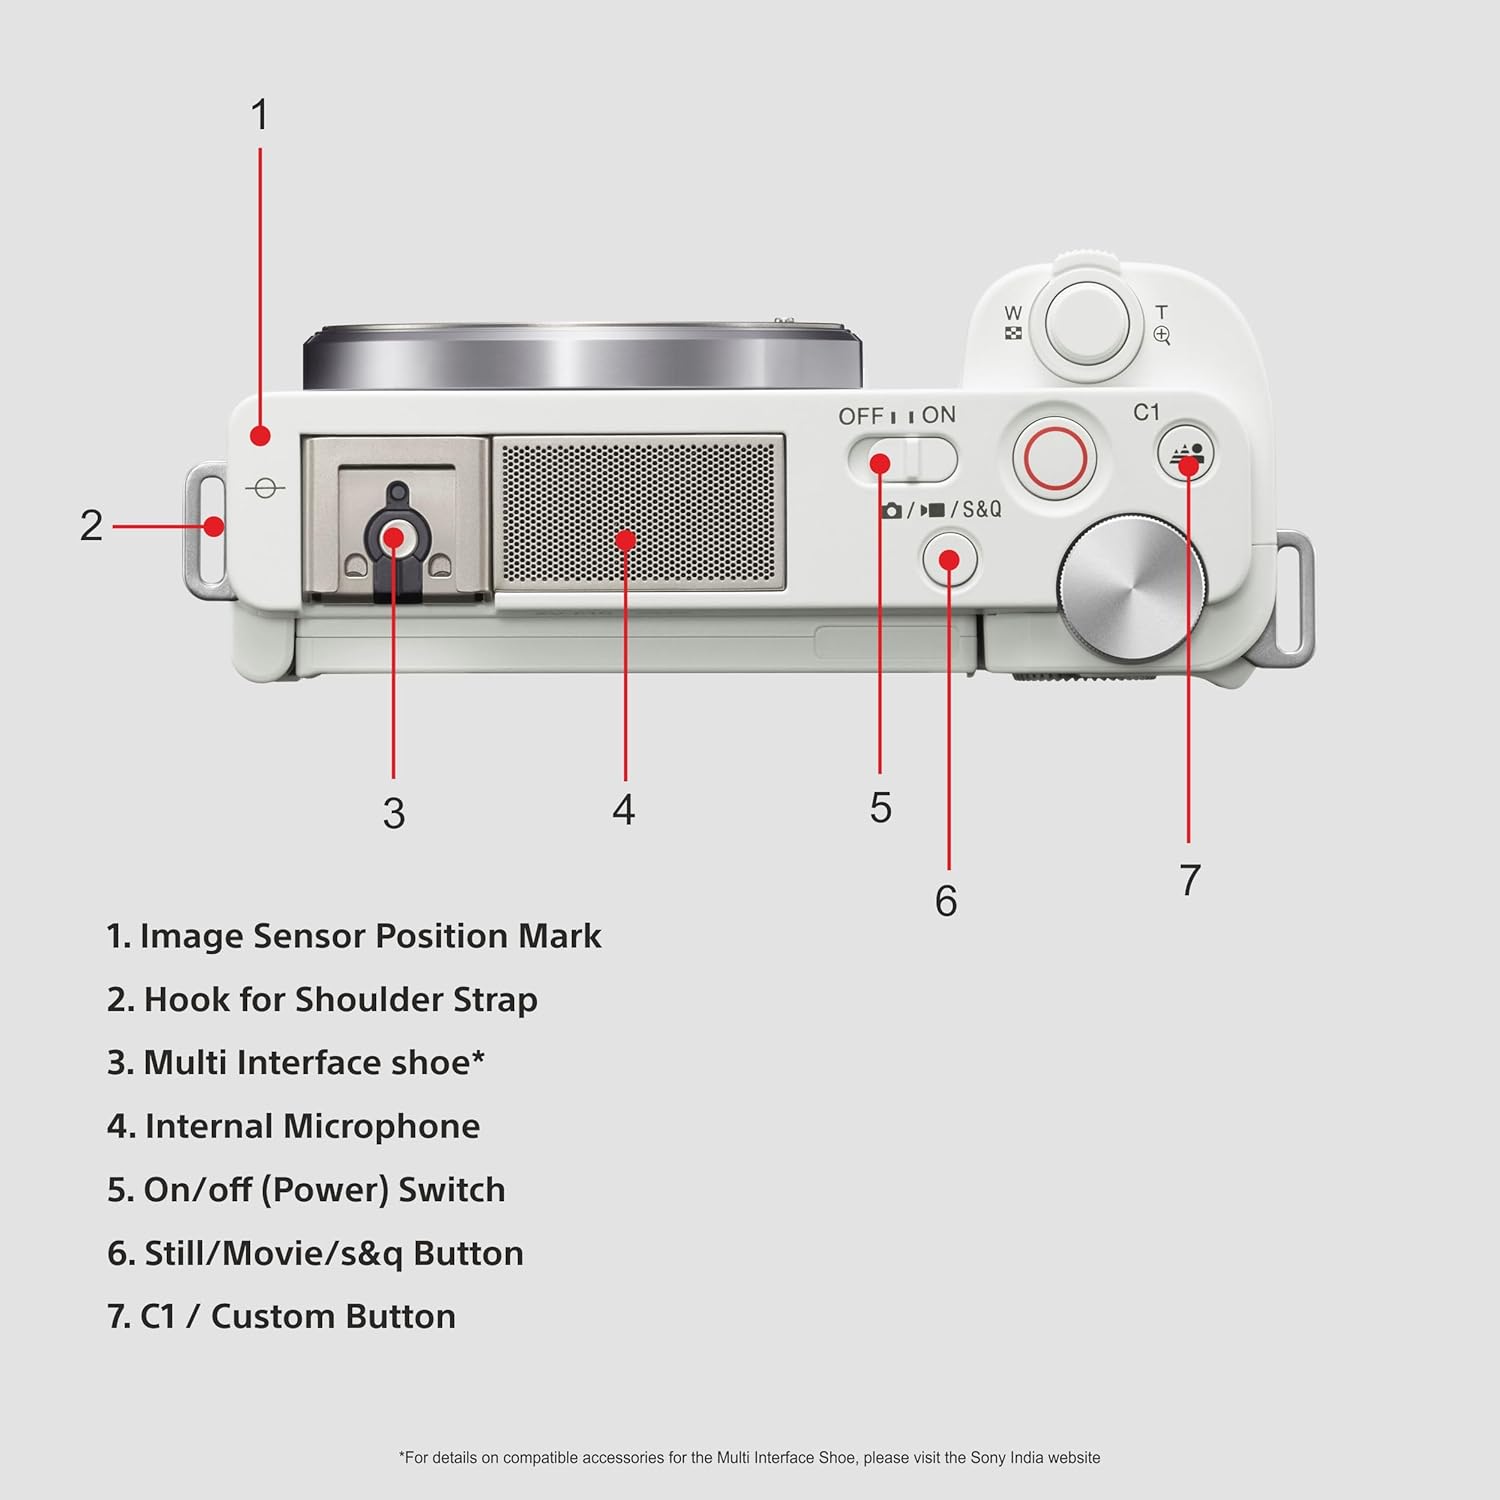 1
W
T
OFF ON
C1
2
/ / S&Q
3
4
5
6
7
1. Image Sensor Position Mark
2. Hook for Shoulder Strap
3. Multi Interface shoe*
4. Internal Microphone
5. On/off (Power) Switch
6. Still/Movie/s&q Button
7. C1 / Custom Button
*For details on compatible accessories for the Multi Interface Shoe, please visit the Sony India website